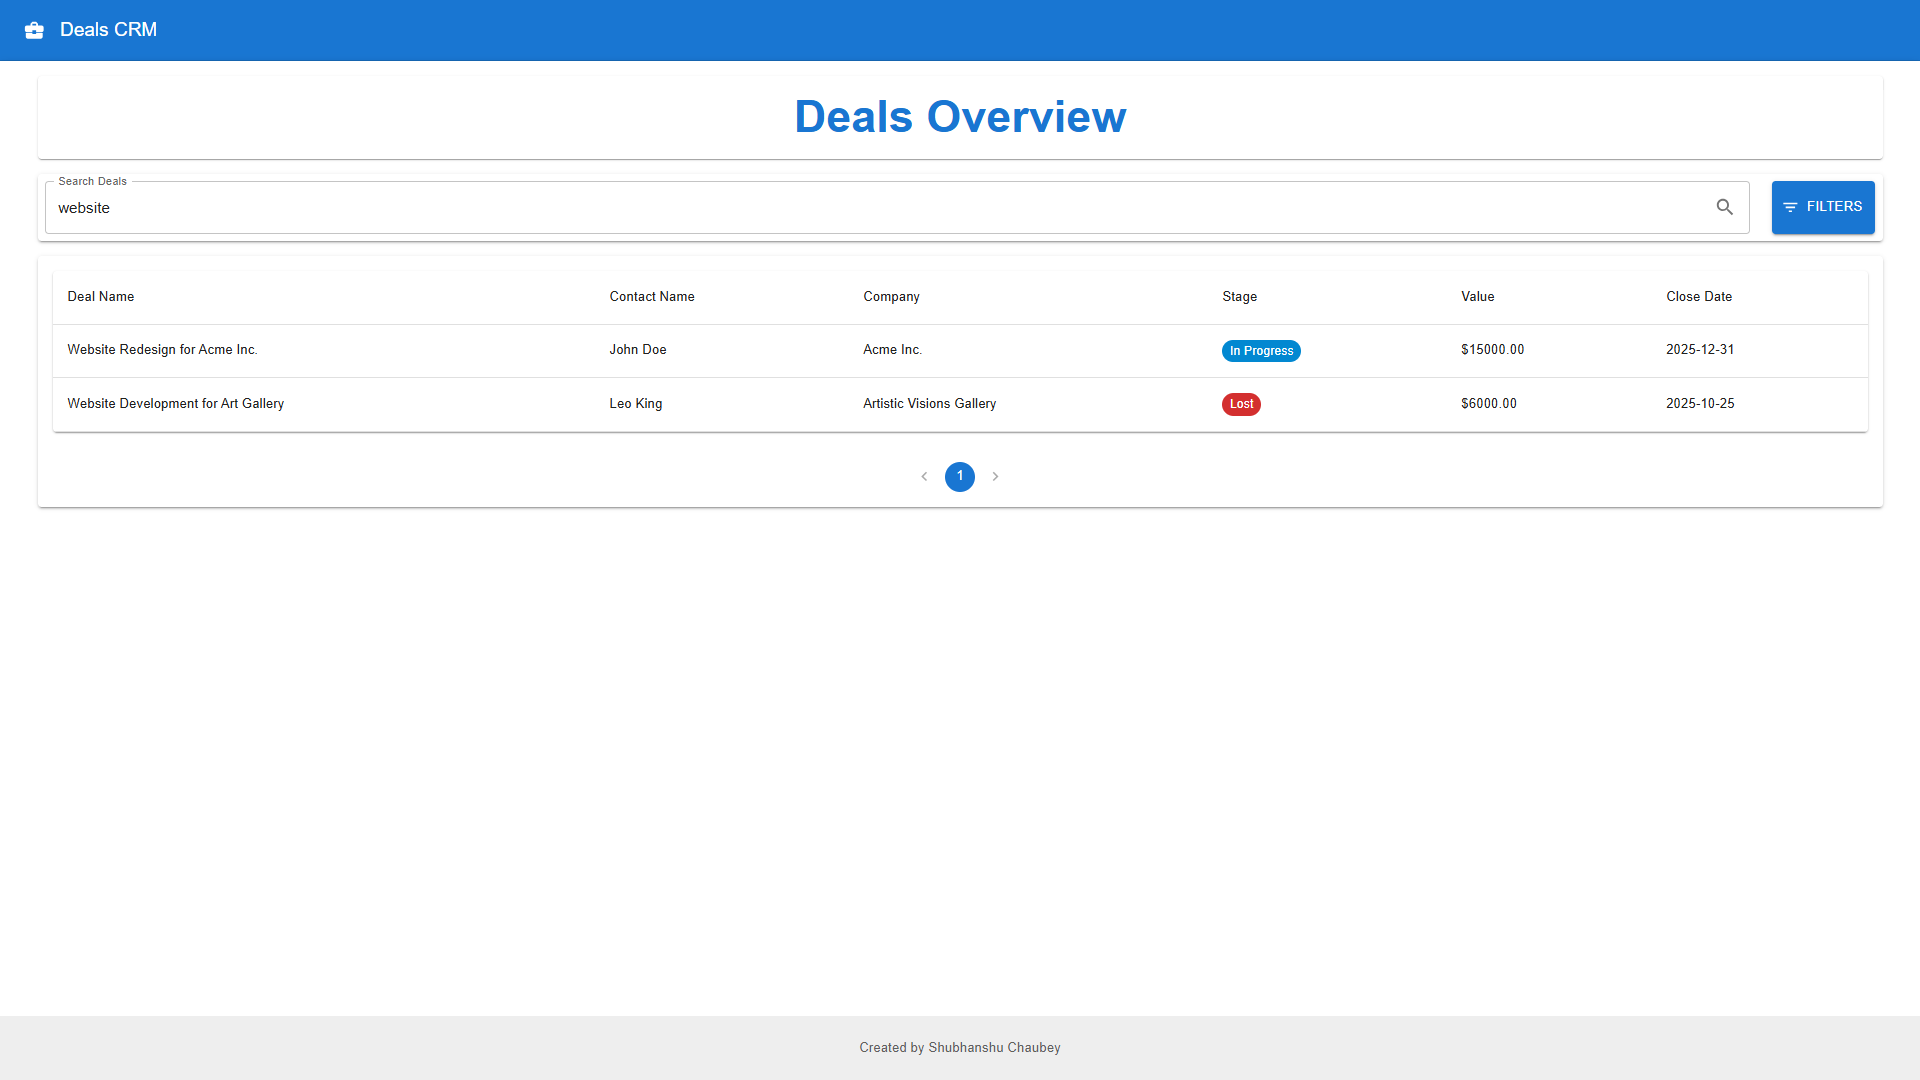 Deals CRM
Deals Overview
Search Deals
website
FILTERS
Deal Name Contact Name Company Stage Value Close Date
Website Redesign for Acme Inc. John Doe Acme Inc. In Progress $15000.00 2025-12-31
Website Development for Art Gallery Leo King Artistic Visions Gallery Lost $6000.00 2025-10-25
1
Created by Shubhanshu Chaubey